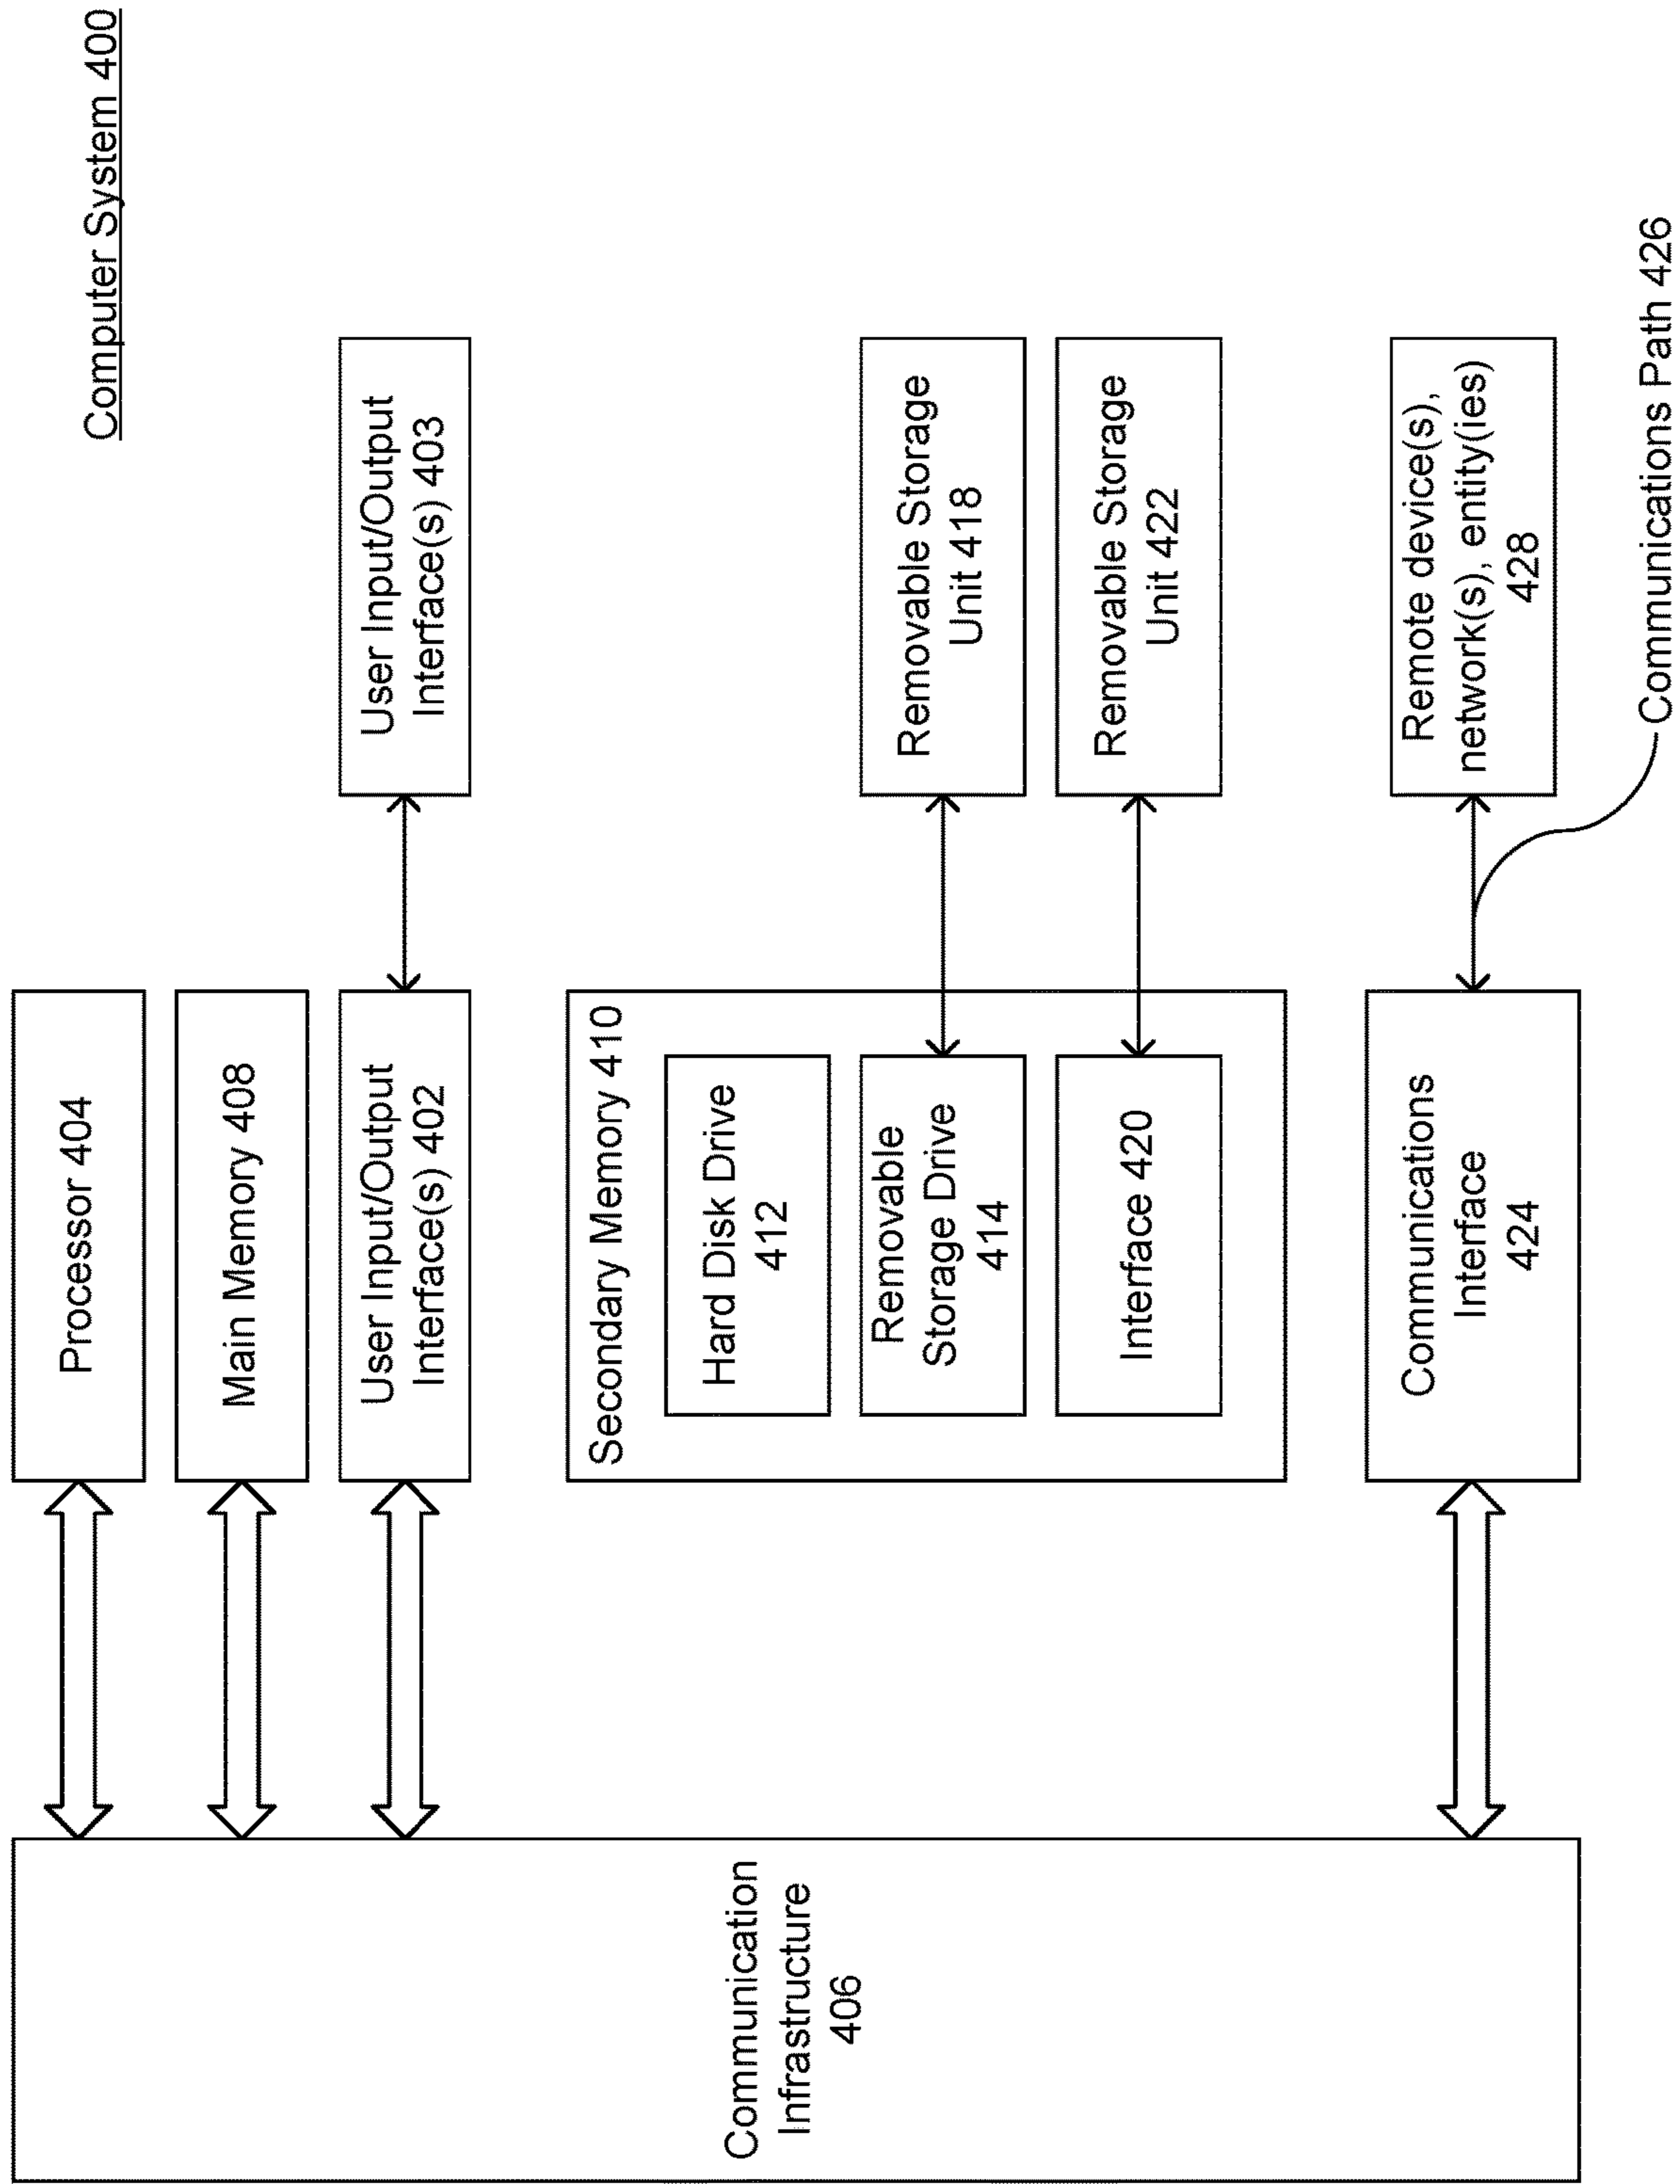 Computer System 400
Processor 404
Main Memory 408
User Input/Output
Interface(s) 402
User Input/Output
Interface(s) 403
Communication
Infrastructure
406
Secondary Memory 410
Hard Disk Drive
412
Removable
Storage Drive
414
Removable Storage
Unit 418
Interface 420
Removable Storage
Unit 422
Communications
Interface
424
Remote device(s),
network(s), entity(ies)
428
Communications Path 426